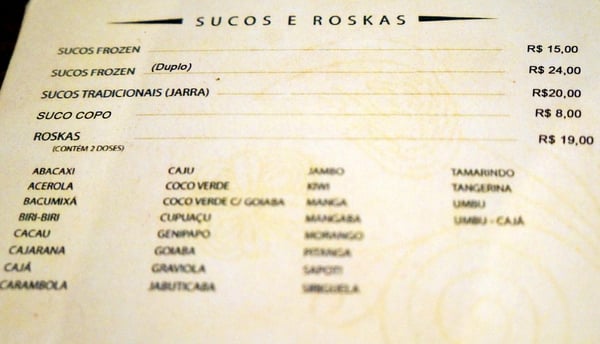 SUCOS E ROSKAS
SUCOS FROZEN R$ 15,00
SUCOS FROZEN (Duplo) R$ 24,00
SUCOS TRADICIONAIS (JARRA) R$20,00
SUCO COPO R$ 8,00
ROSKAS R$ 19,00
(CONTÉM 2 DOSES)
ABACAXI CAJU JAMBO TAMARINDO
ACEROLA COCO VERDE KIWI TANGERINA
BACUMIXÁ COCO VERDE C/ GOIABA MANGA UMBU
BIRI-BIRI CUPUAÇU MANGABA UMBU - CAJÁ
CACAU GENIPAPO MORANGO
CAJARANA GOIABA PITANGA
CAJÁ GRAVIOLA SAPOTI
CARAMBOLA JABUTICABA SIRIGUELA